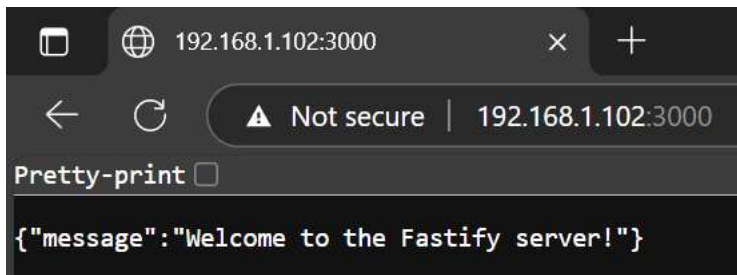 192.168.1.102:3000
Not secure 192.168.1.102:3000
Pretty-print
{"message":"Welcome to the Fastify server!"}